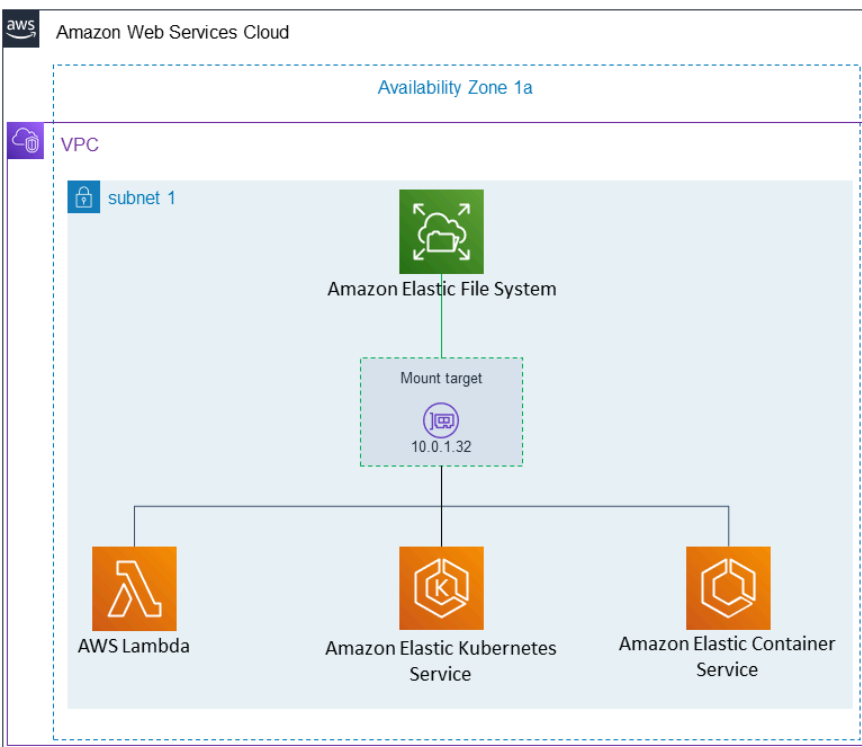 aws
Amazon Web Services Cloud
Availability Zone 1a
VPC
subnet 1
Amazon Elastic File System
Mount target
10.0.1.32
AWS Lambda
Amazon Elastic Kubernetes
Service
K
Amazon Elastic Container
Service